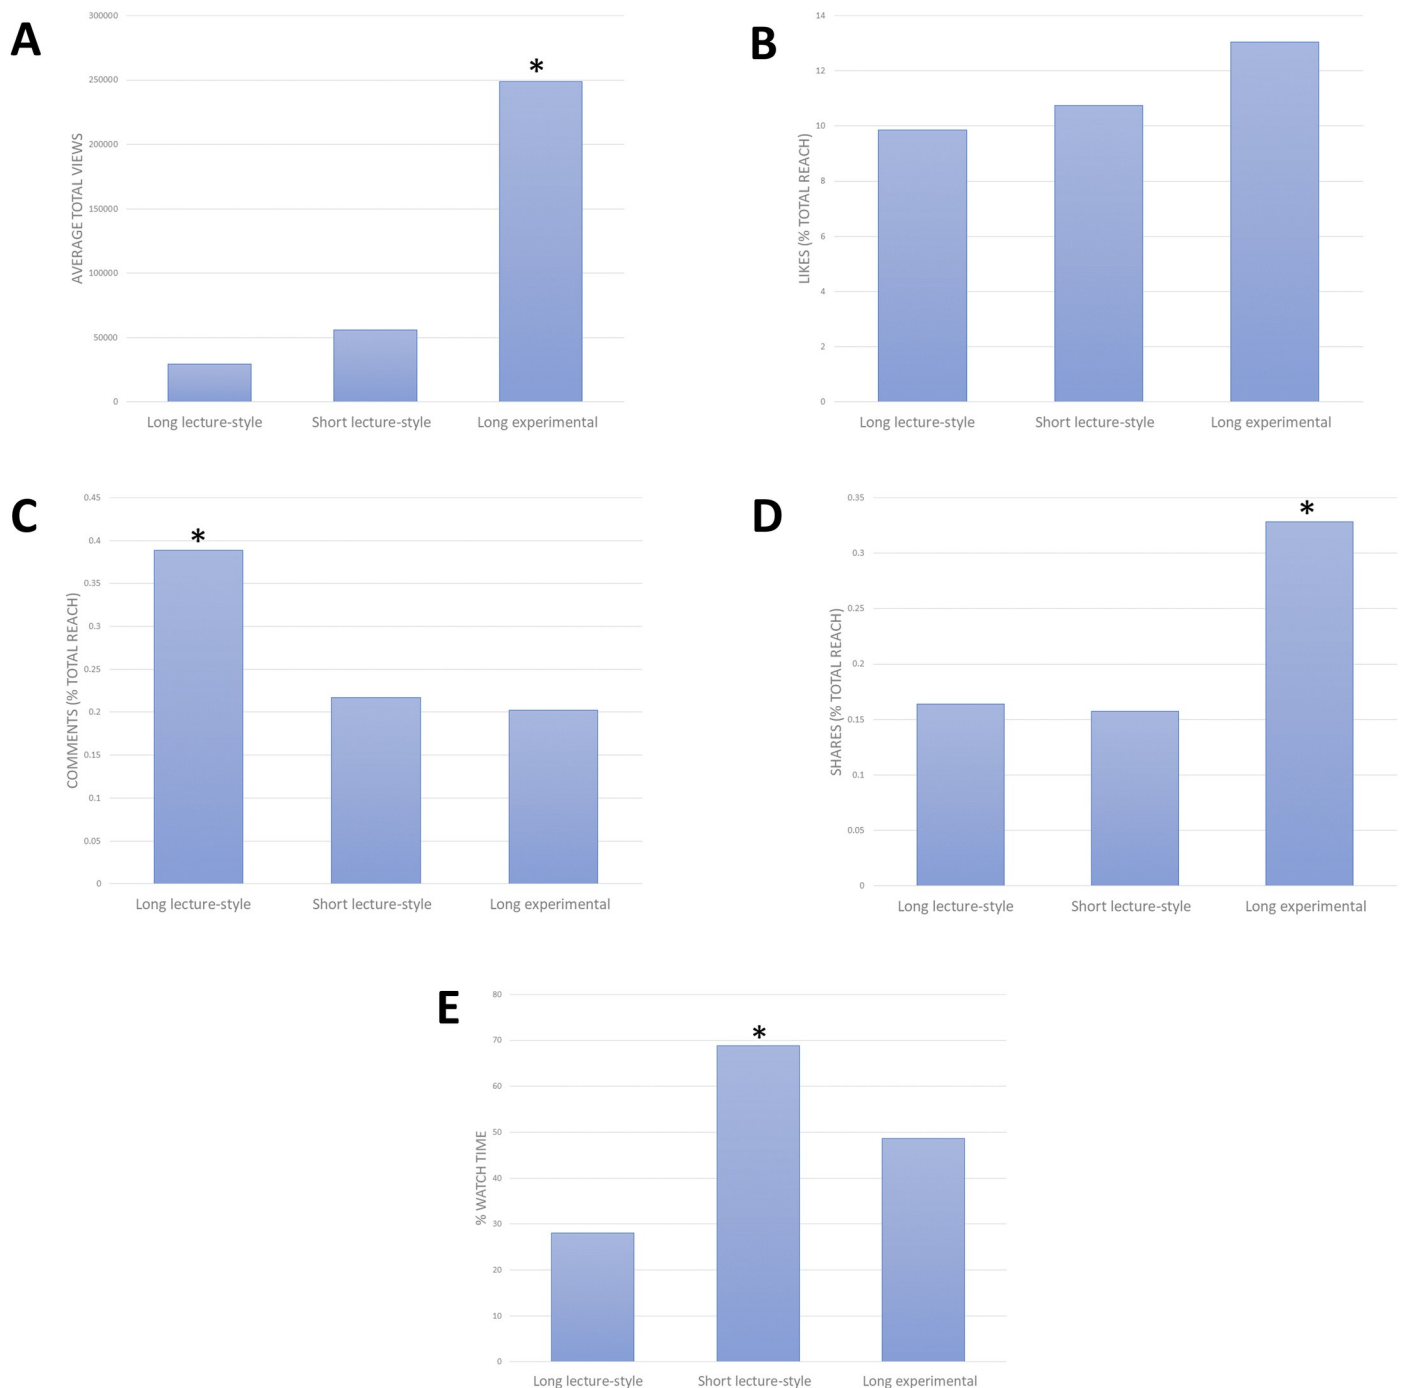 A
AVERAGE TOTAL VIEWS
300000
250000
200000
150000
100000
50000
0
*
Long lecture-style
Short lecture-style
Long experimental
B
LIKES (% TOTAL REACH)
14
12
10
8
6
4
2
0
Long lecture-style
Short lecture-style
Long experimental
C
COMMENTS (% TOTAL REACH)
0.45
0.4
0.35
0.3
0.25
0.2
0.15
0.1
0.05
0
*
Long lecture-style
Short lecture-style
Long experimental
D
SHARES (% TOTAL REACH)
0.35
0.3
0.25
0.2
0.15
0.1
0.05
0
*
Long lecture-style
Short lecture-style
Long experimental
E
% WATCH TIME
80
70
60
50
40
30
20
10
0
*
Long lecture-style
Short lecture-style
Long experimental